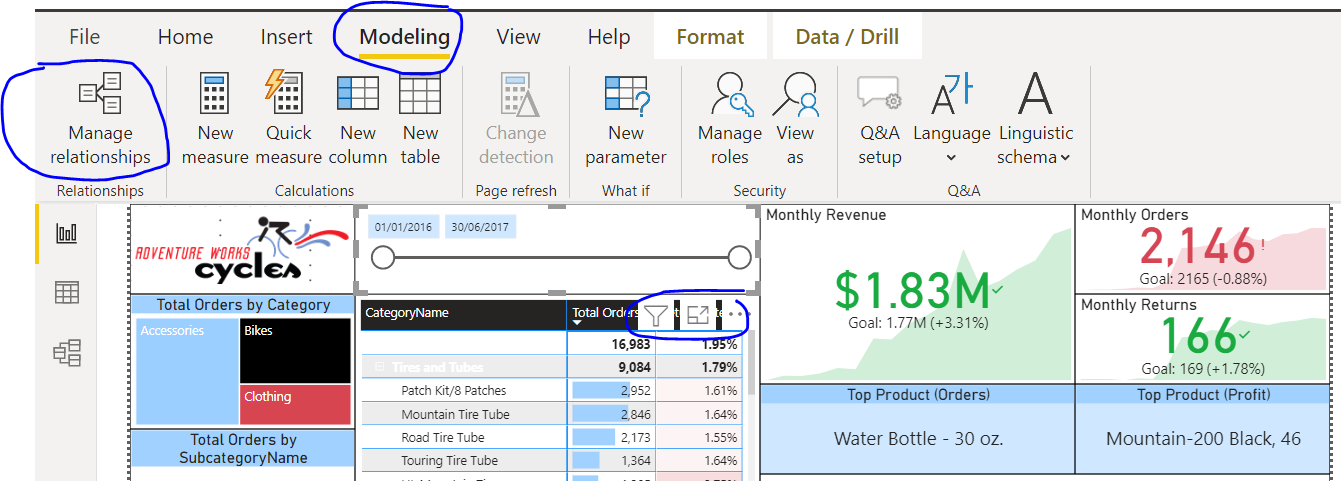 File Home Insert Modeling View Help Format Data / Drill
Manage relationships
New measure
Quick measure
New column
New table
Change detection
New parameter
Manage roles
View as
Q&A setup
Language
Linguistic schema
Relationships Calculations Page refresh What if Security Q&A
ADVENTURE WORKS
cycles
01/01/2016 30/06/2017
Monthly Revenue
$1.83M
Goal: 1.77M (+3.31%)
Monthly Orders
2,146!
Goal: 2165 (-0.88%)
Monthly Returns
166
Goal: 169 (+1.78%)
Total Orders by Category
Accessories
Bikes
Clothing
Total Orders by
SubcategoryName
CategoryName Total Orders
16,983 1.95%
Tires and Tubes 9,084 1.79%
Patch Kit/8 Patches 2,952 1.61%
Mountain Tire Tube 2,846 1.64%
Road Tire Tube 2,173 1.55%
Touring Tire Tube 1,364 1.64%
Top Product (Orders)
Water Bottle - 30 oz.
Top Product (Profit)
Mountain-200 Black, 46